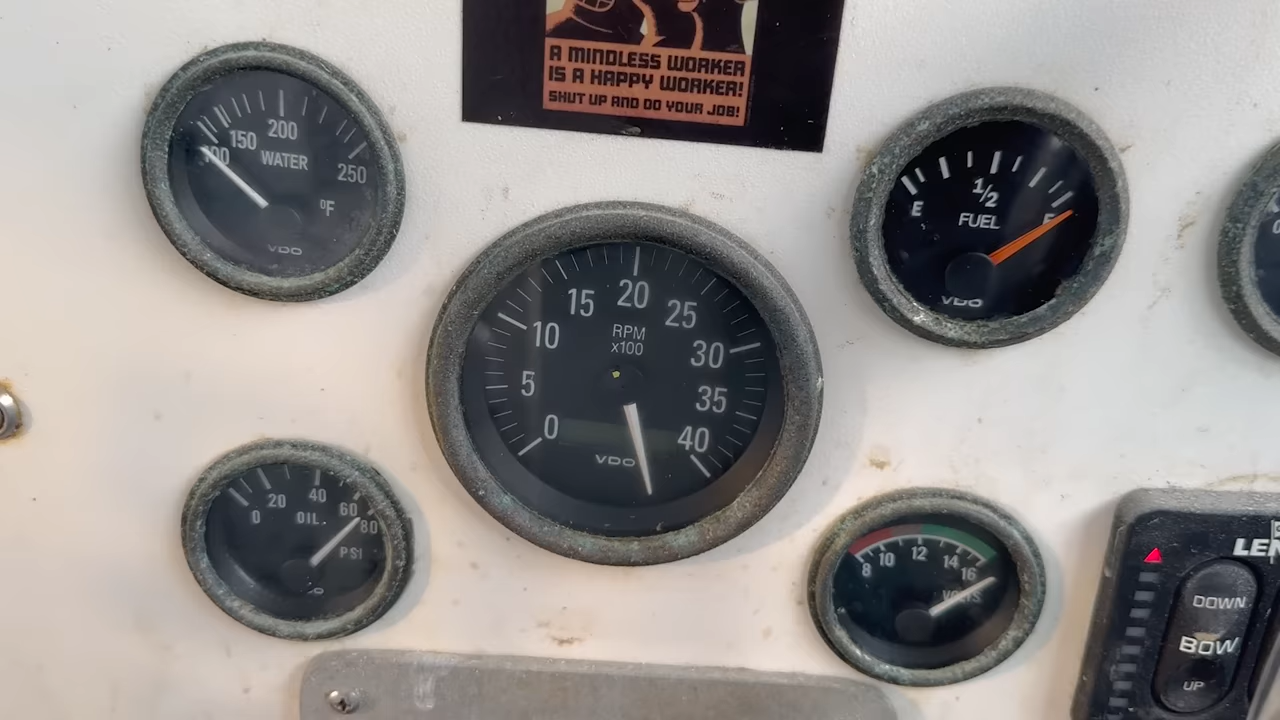 A MINDLESS WORKER
IS A HAPPY WORKER!
SHUT UP AND DO YOUR JOB!
100 150 200 250
WATER
°F
VDO
E 1/2 F
FUEL
VDO
0 5 10 15 20 25 30 35 40
RPM
x100
VDO
0 20 40 60 80
OIL
PSI
8 10 12 14 16
VOLTS
DOWN
BOW
UP